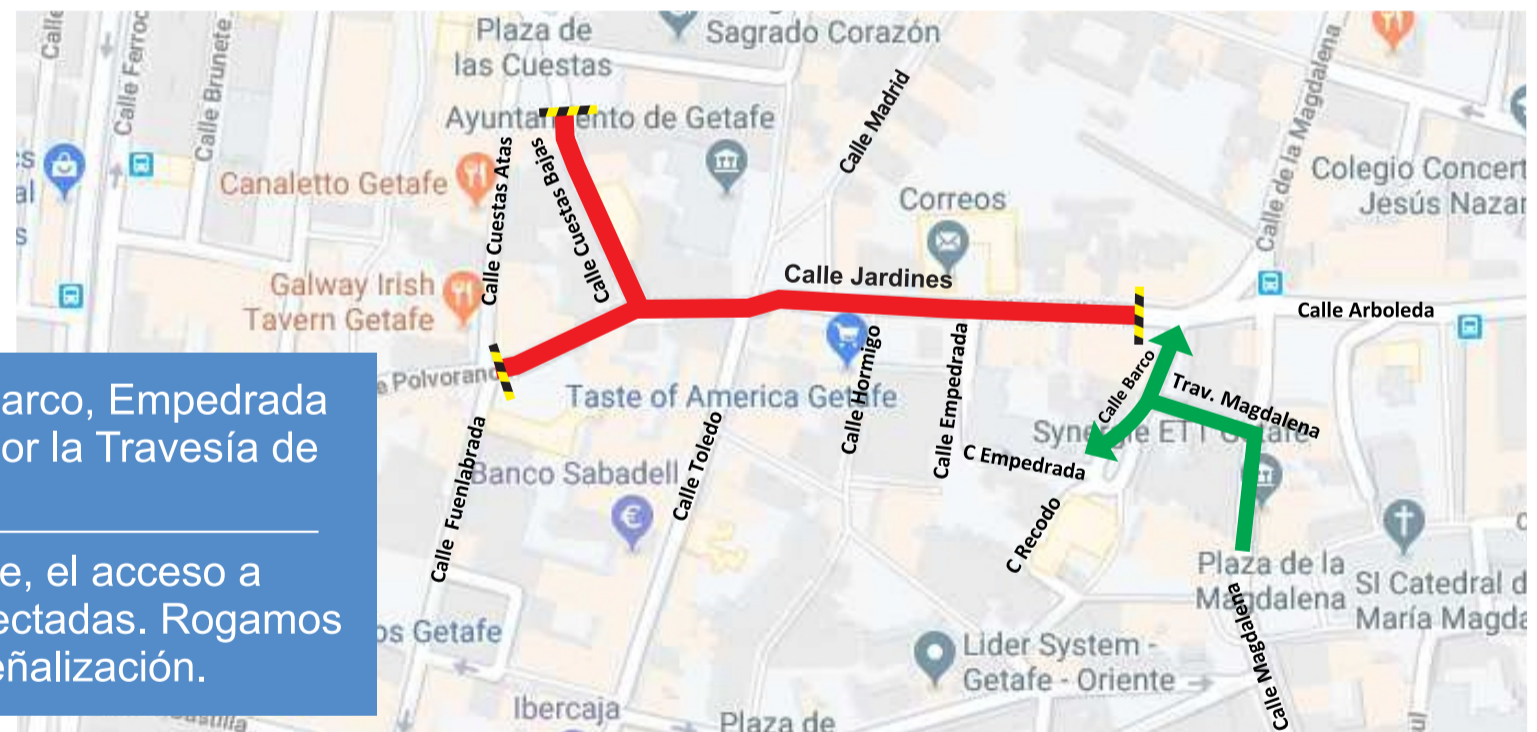 Plaza de
las Cuestas
Sagrado Corazón
Calle
Calle Ferroc
Calle Brunete
Ayuntamiento de Getafe
Calle Madrid
Calle de la Magdalena
Colegio Concert
Jesús Nazar
Canaletto Getafe
Calle Cuestas Atas
Calle Cuestas Bajas
Correos
Galway Irish
Tavern Getafe
Calle Jardines
Calle Arboleda
e Polvoranc
Taste of America Getafe
Calle Hormigo
Calle Empedrada
Calle Barco
Trav. Magdalena
Synergie ETT Getafe
C Empedrada
arco, Empedrada
or la Travesía de
e, el acceso a
ectadas. Rogamos
eñalización.
Calle Fuenlabrada
Banco Sabadell
Calle Toledo
C Recodo
Plaza de la
Magdalena
SI Catedral d
María Magda
Calle Magdalena
os Getafe
Lider System -
Getafe - Oriente
Ibercaja
Plaza de